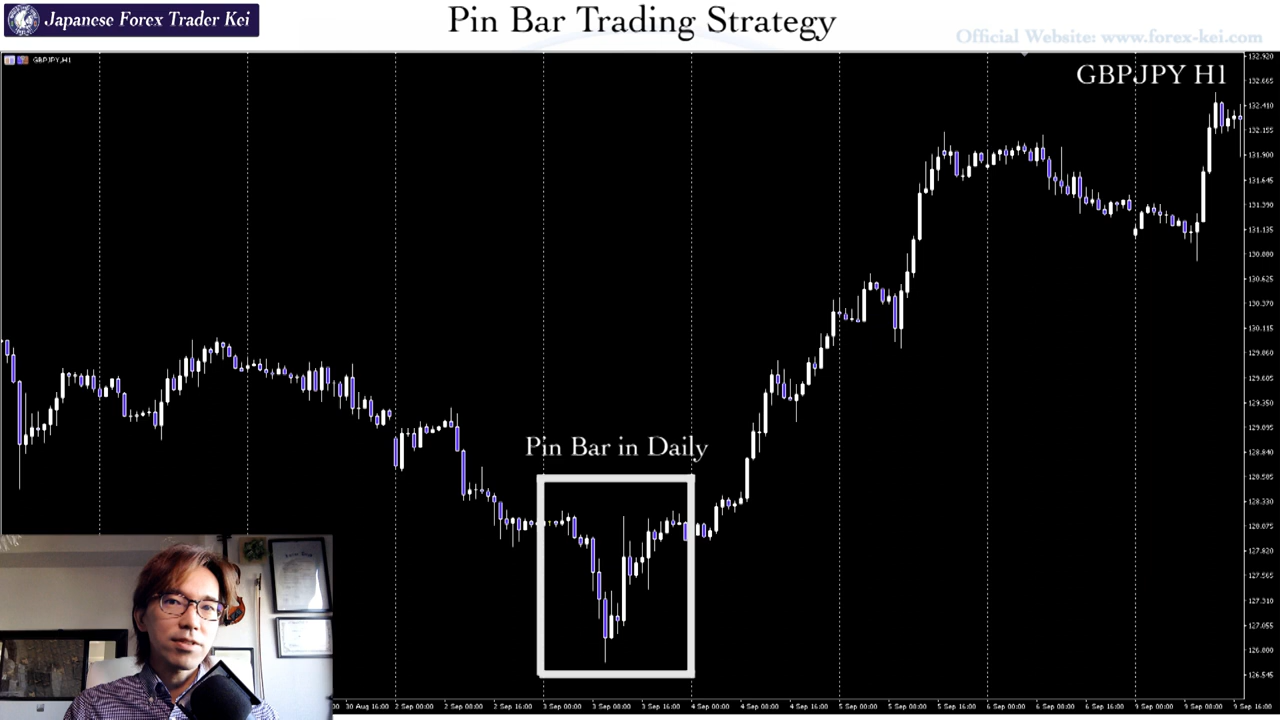 Japanese Forex Trader Kei
Pin Bar Trading Strategy
Official Website: www.forex-kei.com
GBPJPY,H1
GBPJPY H1
132.920
132.665
132.410
132.155
131.900
131.645
131.390
131.135
130.880
130.625
130.370
130.115
129.860
129.605
129.350
129.095
128.840
128.585
128.330
128.075
127.820
127.565
127.310
127.055
126.800
126.545
Pin Bar in Daily
30 Aug 16:00
2 Sep 00:00
2 Sep 08:00
2 Sep 16:00
3 Sep 00:00
3 Sep 08:00
3 Sep 16:00
4 Sep 00:00
4 Sep 08:00
4 Sep 16:00
5 Sep 00:00
5 Sep 08:00
5 Sep 16:00
6 Sep 00:00
6 Sep 08:00
6 Sep 16:00
9 Sep 00:00
9 Sep 08:00
9 Sep 16:00